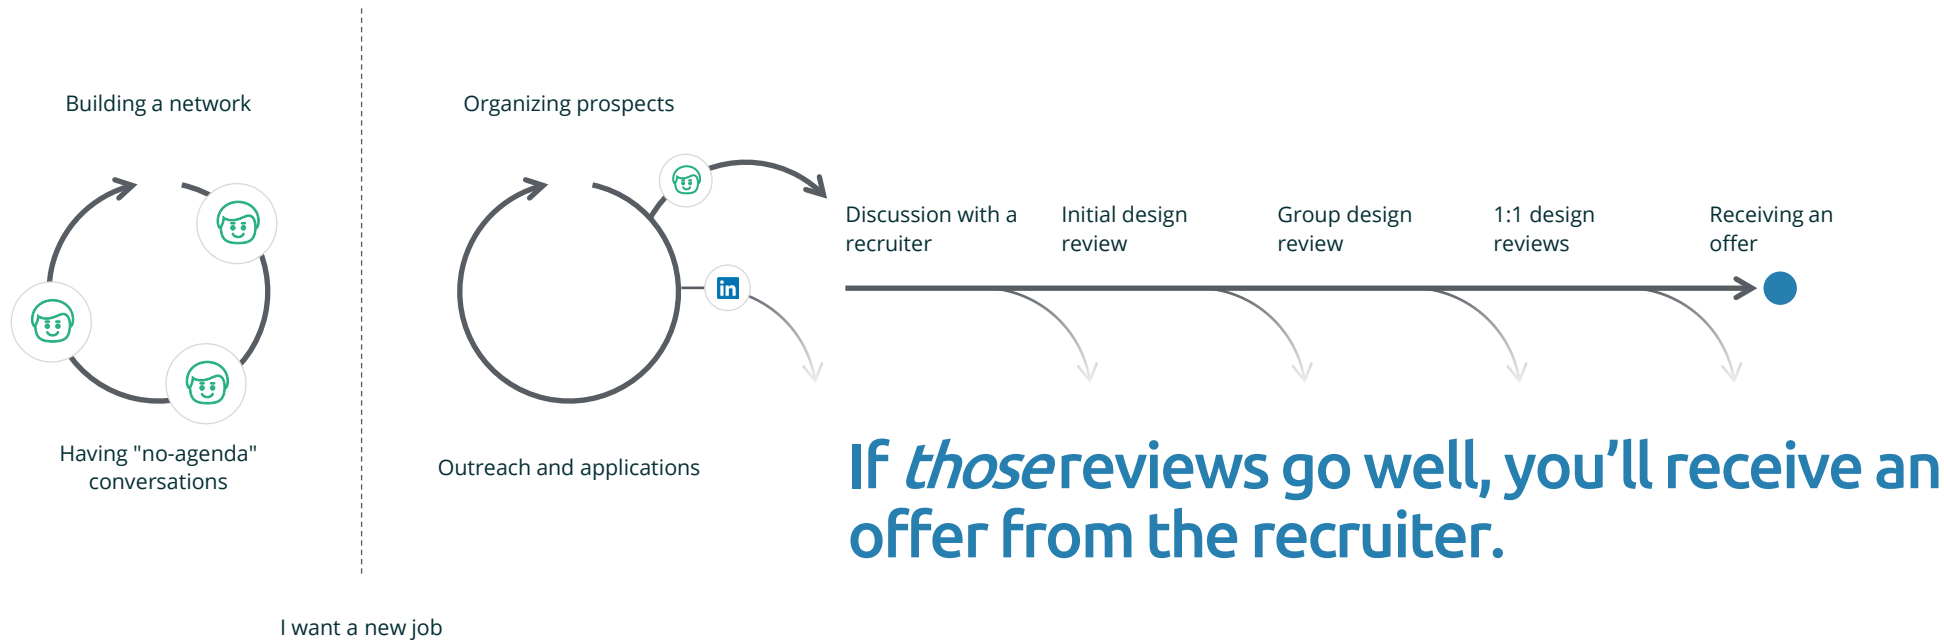 Building a network
Having "no-agenda"
conversations
I want a new job
Organizing prospects
Outreach and applications
in
Discussion with a
recruiter
Initial design
review
Group design
review
1:1 design
reviews
Receiving an
offer
If those reviews go well, you’ll receive an
offer from the recruiter.